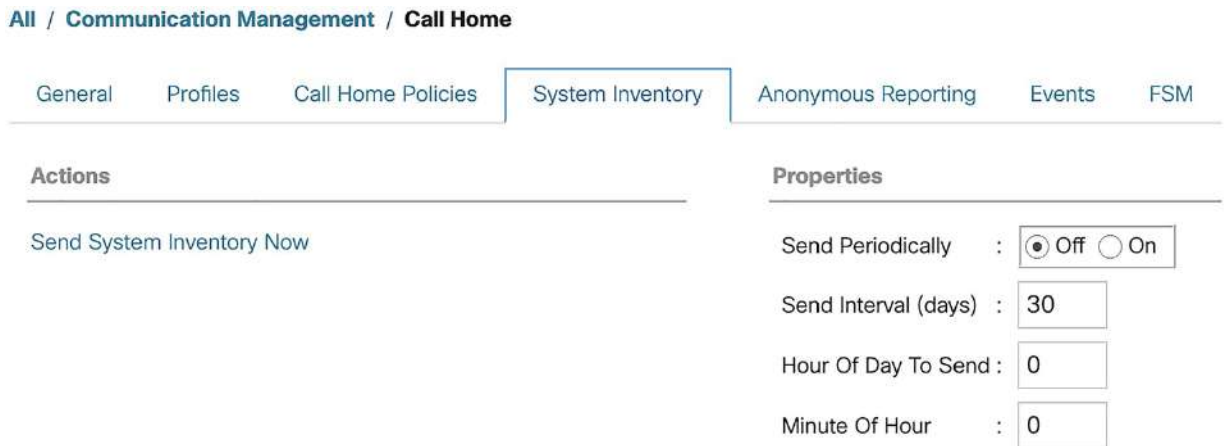 All / Communication Management / Call Home
General Profiles Call Home Policies System Inventory Anonymous Reporting Events FSM
Actions
Send System Inventory Now
Properties
Send Periodically : Off On
Send Interval (days) : 30
Hour Of Day To Send : 0
Minute Of Hour : 0